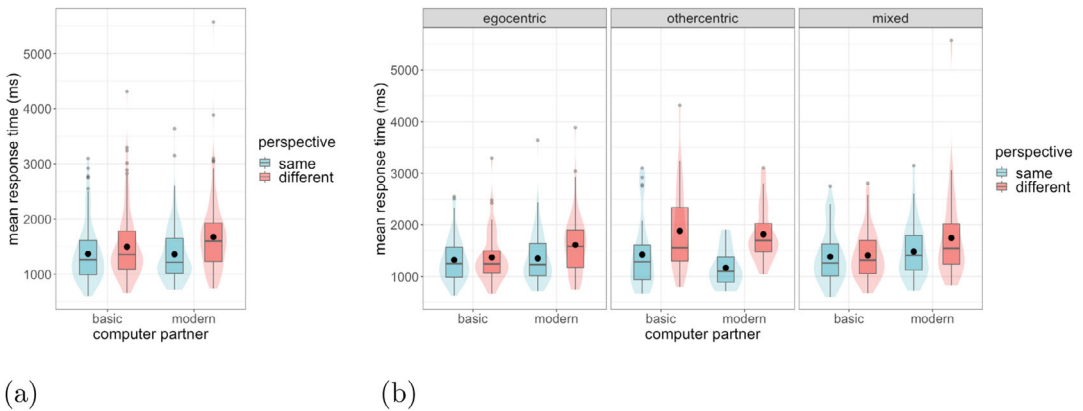 mean response time (ms)
5000
4000
3000
2000
1000
basic
modern
computer partner
perspective
same
different
(a)
egocentric
othercentric
mixed
mean response time (ms)
5000
4000
3000
2000
1000
basic
modern
basic
modern
basic
modern
computer partner
perspective
same
different
(b)